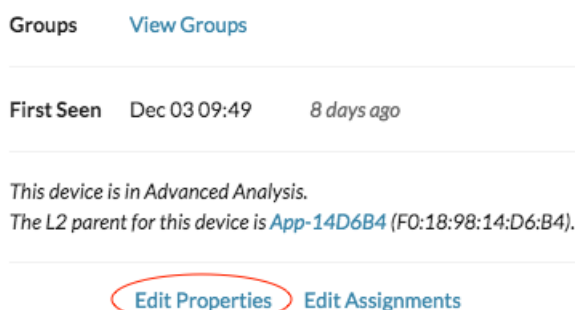 Groups View Groups
First Seen Dec 03 09:49 8 days ago
This device is in Advanced Analysis.
The L2 parent for this device is App-14D6B4 (F0:18:98:14:D6:B4).
Edit Properties Edit Assignments